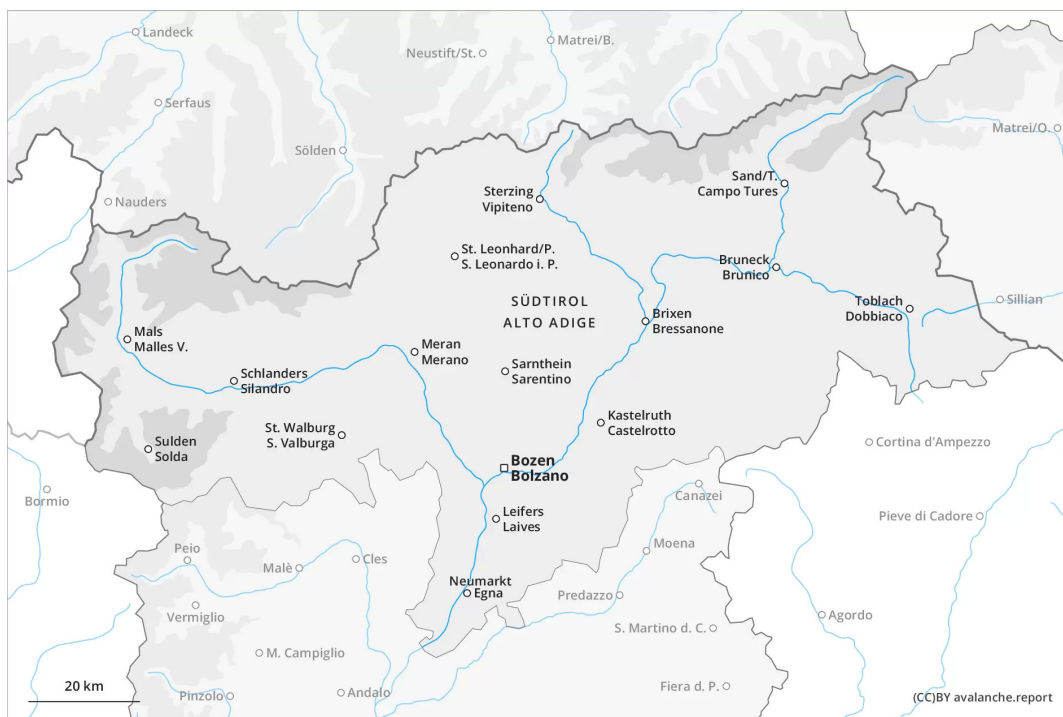 Landeck
Neustift/St.
Matrei/B.
Serfaus
Matrei/O.
Sölden
Sand/T.
Campo Tures
Nauders
Sterzing
Vipiteno
St. Leonhard/P.
S. Leonardo i. P.
Bruneck
Brunico
SÜDTIROL
ALTO ADIGE
Toblach
Dobbiaco
Sillian
Brixen
Bressanone
Mals
Malles V.
Meran
Merano
Sarnthein
Sarentino
Schlanders
Silandro
Kastelruth
Castelrotto
St. Walburg
S. Valburga
Sulden
Solda
Cortina d'Ampezzo
Bozen
Bolzano
Bormio
Canazei
Leifers
Laives
Pieve di Cadore
Peio
Malè
Cles
Moena
Neumarkt
Egna
Predazzo
Vermiglio
Agordo
S. Martino d. C.
M. Campiglio
20 km
Pinzolo
Andalo
Fiera d. P.
(CC)BY avalanche.report